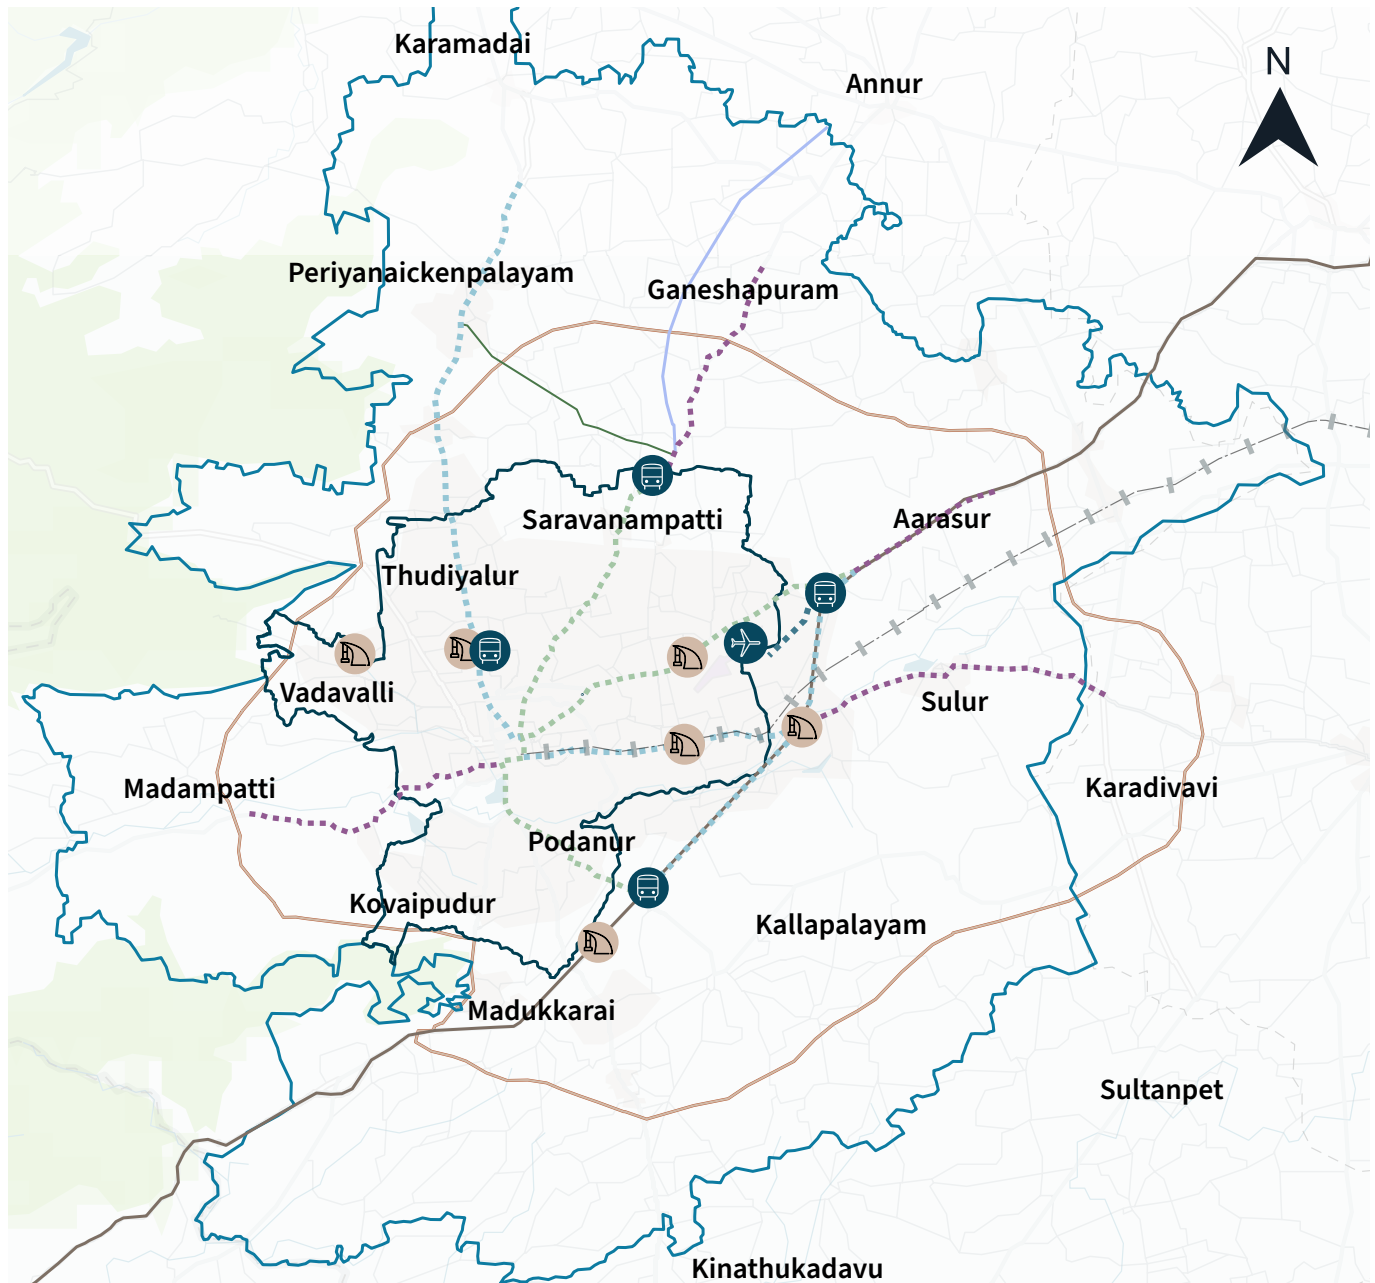 Karamadai
N
Annur
Periyanaickenpalayam
Ganeshapuram
Saravanampatti
Aarasur
Thudiyalur
Vadavalli
Sulur
Madampatti
Karadivavi
Podanur
Kovaipudur
Kallapalayam
Madukkarai
Sultanpet
Kinathukadavu